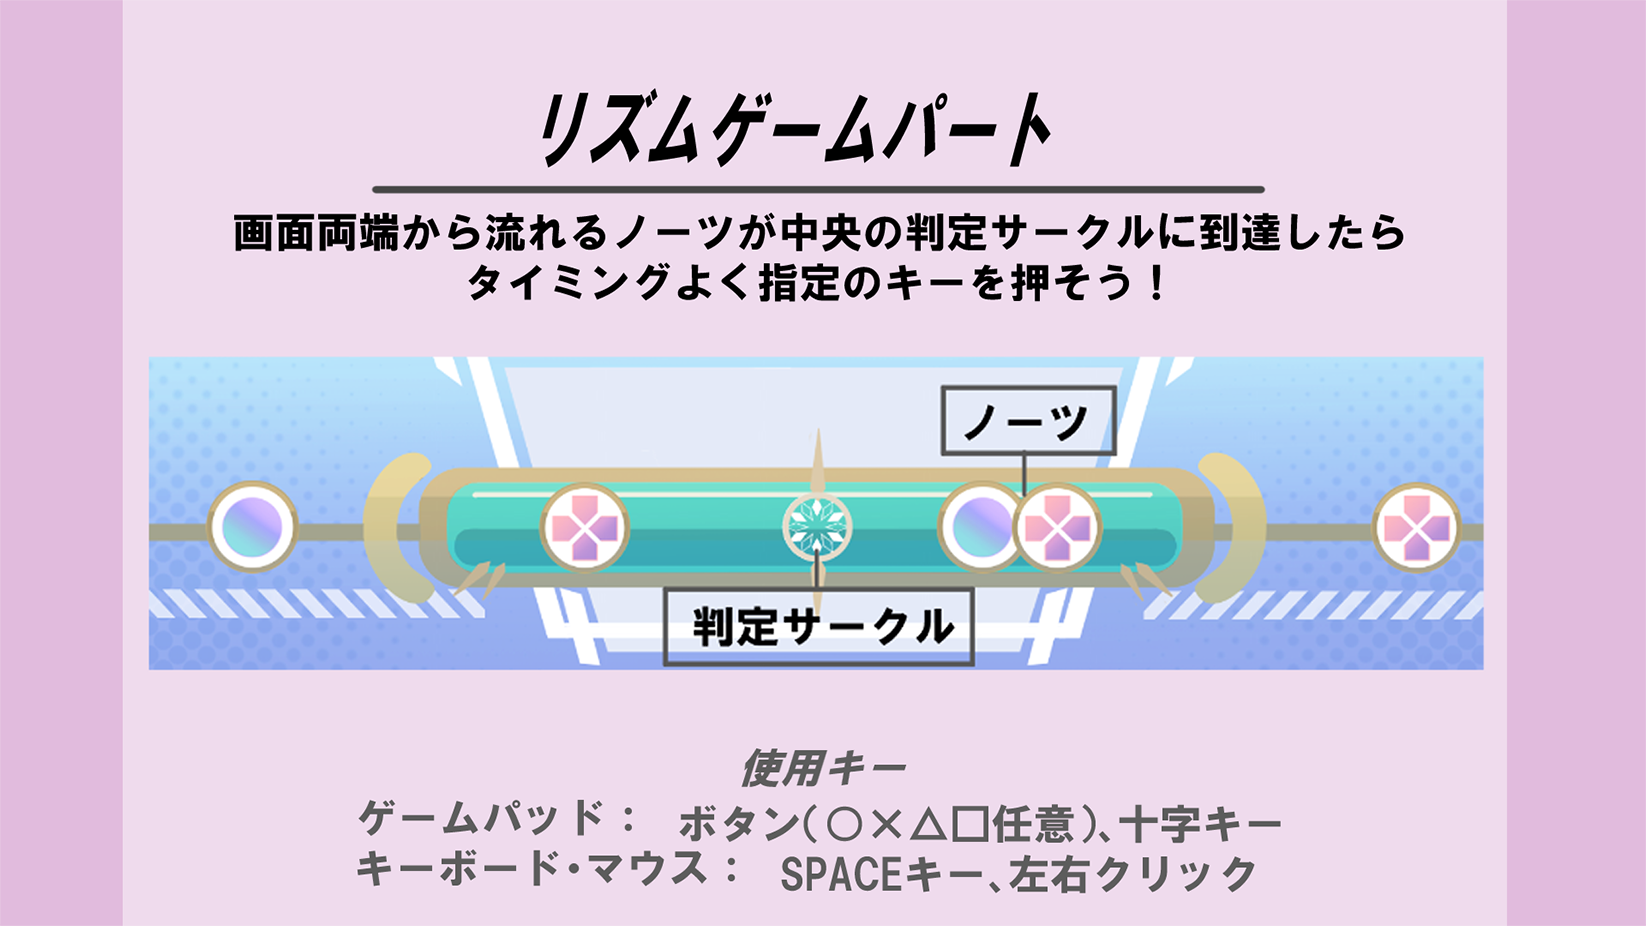 リズムゲームパート
画面両端から流れるノーツが中央の判定サークルに到達したら
タイミングよく指定のキーを押そう！
ノーツ
判定サークル
使用キー
ゲームパッド： ボタン(○×△□任意)、十字キー
キーボード・マウス： SPACEキー、左右クリック